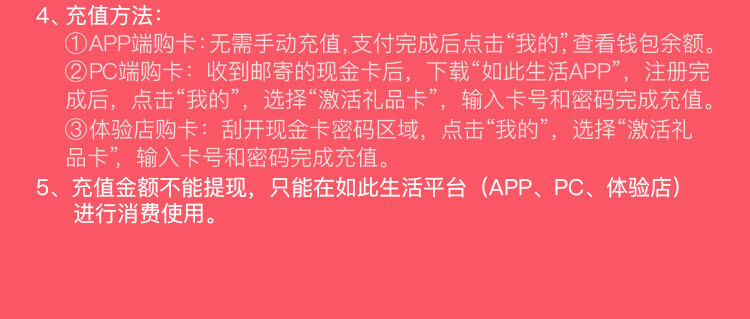 4、充值方法：
①APP端购卡：无需手动充值，支付完成后点击“我的”，查看钱包余额。
②PC端购卡：收到邮寄的现金卡后，下载“如此生活APP”，注册完
成后，点击“我的”，选择“激活礼品卡”，输入卡号和密码完成充值。
③体验店购卡：刮开现金卡密码区域，点击“我的”，选择“激活礼
品卡”，输入卡号和密码完成充值。
5、充值金额不能提现，只能在如此生活平台（APP、PC、体验店）
进行消费使用。